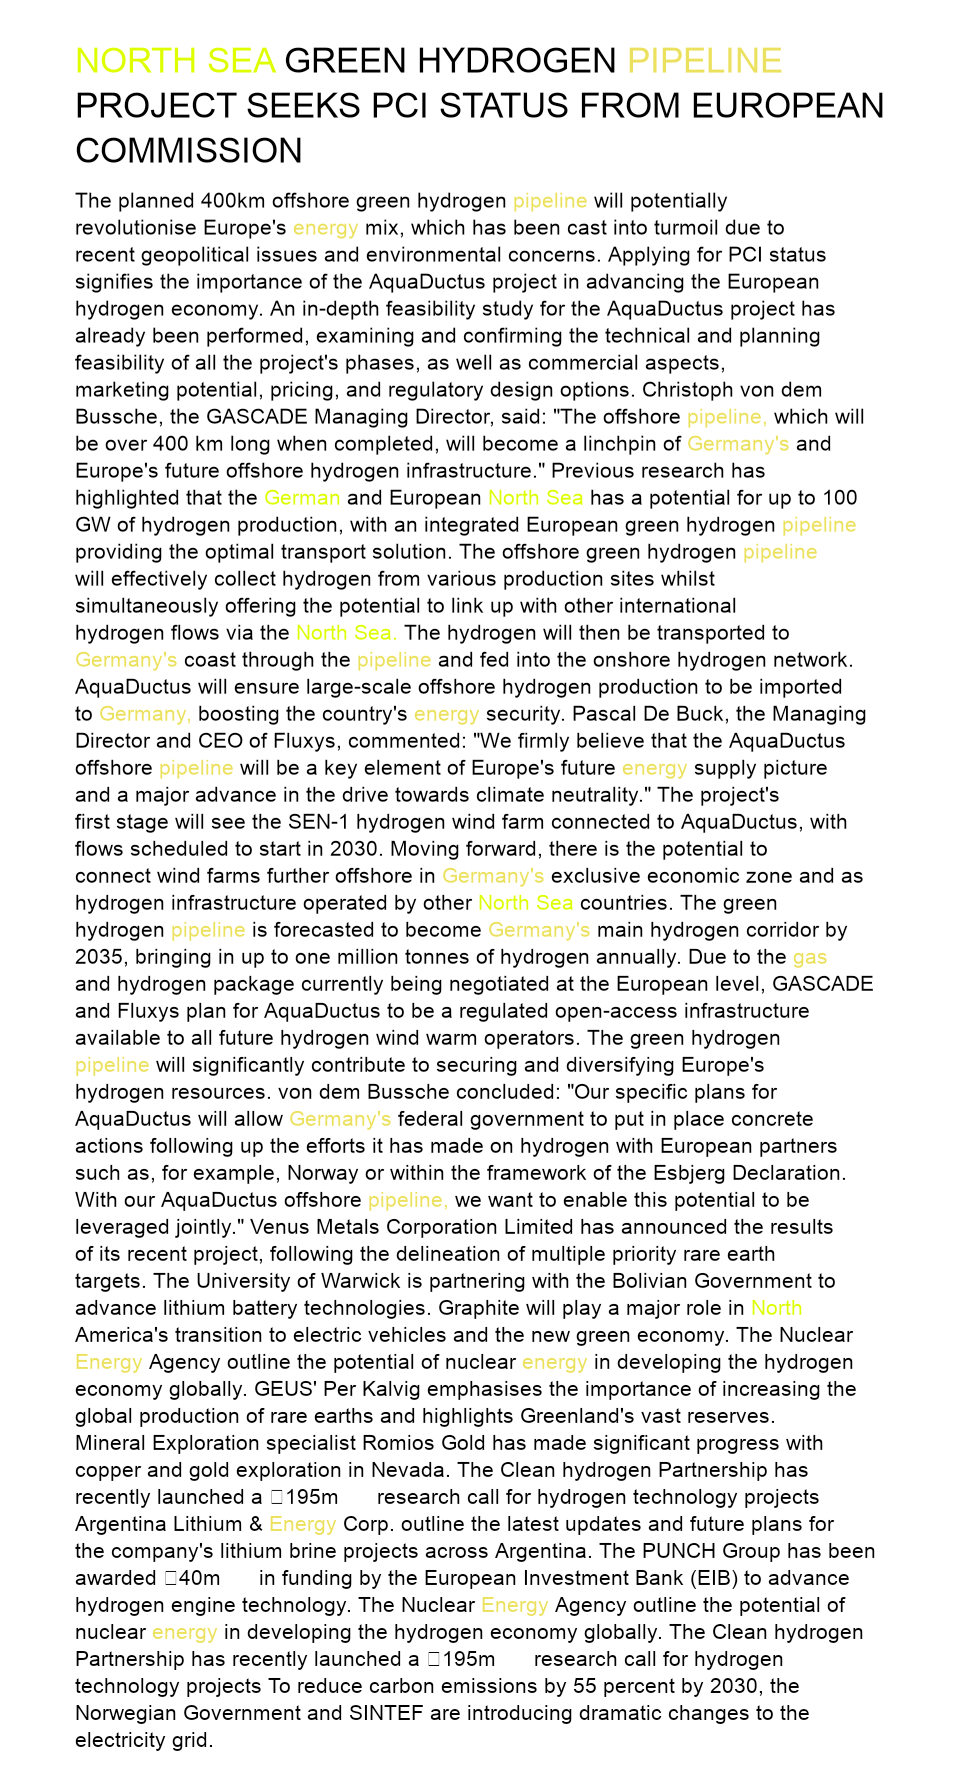 NORTH SEA GREEN HYDROGEN PIPELINE
PROJECT SEEKS PCI STATUS FROM EUROPEAN
COMMISSION
The planned 400km offshore green hydrogen pipeline will potentially
revolutionise Europe's energy mix, which has been cast into turmoil due to
recent geopolitical issues and environmental concerns. Applying for PCI status
signifies the importance of the AquaDuctus project in advancing the European
hydrogen economy. An in-depth feasibility study for the AquaDuctus project has
already been performed, examining and confirming the technical and planning
feasibility of all the project's phases, as well as commercial aspects,
marketing potential, pricing, and regulatory design options. Christoph von dem
Bussche, the GASCADE Managing Director, said: "The offshore pipeline, which will
be over 400 km long when completed, will become a linchpin of Germany's and
Europe's future offshore hydrogen infrastructure." Previous research has
highlighted that the German and European North Sea has a potential for up to 100
GW of hydrogen production, with an integrated European green hydrogen pipeline
providing the optimal transport solution. The offshore green hydrogen pipeline
will effectively collect hydrogen from various production sites whilst
simultaneously offering the potential to link up with other international
hydrogen flows via the North Sea. The hydrogen will then be transported to
Germany's coast through the pipeline and fed into the onshore hydrogen network.
AquaDuctus will ensure large-scale offshore hydrogen production to be imported
to Germany, boosting the country's energy security. Pascal De Buck, the Managing
Director and CEO of Fluxys, commented: "We firmly believe that the AquaDuctus
offshore pipeline will be a key element of Europe's future energy supply picture
and a major advance in the drive towards climate neutrality." The project's
first stage will see the SEN-1 hydrogen wind farm connected to AquaDuctus, with
flows scheduled to start in 2030. Moving forward, there is the potential to
connect wind farms further offshore in Germany's exclusive economic zone and as
hydrogen infrastructure operated by other North Sea countries. The green
hydrogen pipeline is forecasted to become Germany's main hydrogen corridor by
2035, bringing in up to one million tonnes of hydrogen annually. Due to the gas
and hydrogen package currently being negotiated at the European level, GASCADE
and Fluxys plan for AquaDuctus to be a regulated open-access infrastructure
available to all future hydrogen wind warm operators. The green hydrogen
pipeline will significantly contribute to securing and diversifying Europe's
hydrogen resources. von dem Bussche concluded: "Our specific plans for
AquaDuctus will allow Germany's federal government to put in place concrete
actions following up the efforts it has made on hydrogen with European partners
such as, for example, Norway or within the framework of the Esbjerg Declaration.
With our AquaDuctus offshore pipeline, we want to enable this potential to be
leveraged jointly." Venus Metals Corporation Limited has announced the results
of its recent project, following the delineation of multiple priority rare earth
targets. The University of Warwick is partnering with the Bolivian Government to
advance lithium battery technologies. Graphite will play a major role in North
America's transition to electric vehicles and the new green economy. The Nuclear
Energy Agency outline the potential of nuclear energy in developing the hydrogen
economy globally. GEUS' Per Kalvig emphasises the importance of increasing the
global production of rare earths and highlights Greenland's vast reserves.
Mineral Exploration specialist Romios Gold has made significant progress with
copper and gold exploration in Nevada. The Clean hydrogen Partnership has
recently launched a 195m research call for hydrogen technology projects
Argentina Lithium & Energy Corp. outline the latest updates and future plans for
the company's lithium brine projects across Argentina. The PUNCH Group has been
awarded 40m in funding by the European Investment Bank (EIB) to advance
hydrogen engine technology. The Nuclear Energy Agency outline the potential of
nuclear energy in developing the hydrogen economy globally. The Clean hydrogen
Partnership has recently launched a 195m research call for hydrogen
technology projects To reduce carbon emissions by 55 percent by 2030, the
Norwegian Government and SINTEF are introducing dramatic changes to the
electricity grid.